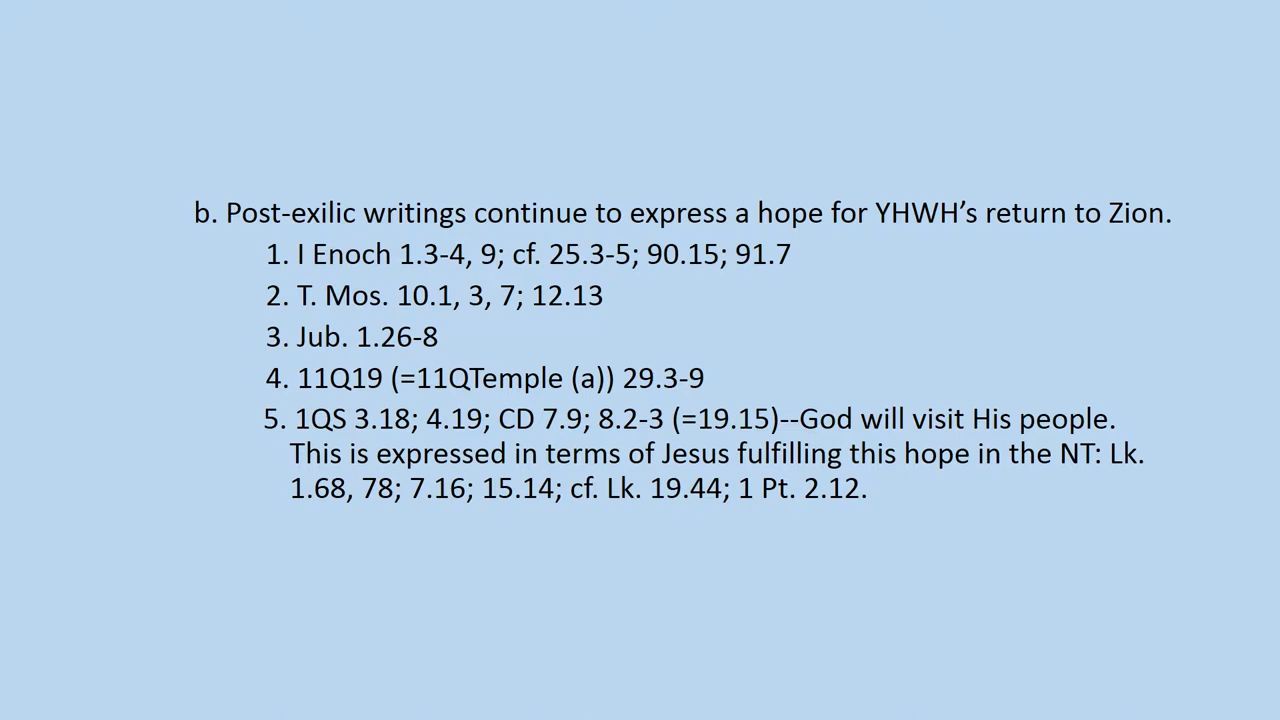 b. Post-exilic writings continue to express a hope for YHWH’s return to Zion.
1. I Enoch 1.3-4, 9; cf. 25.3-5; 90.15; 91.7
2. T. Mos. 10.1, 3, 7; 12.13
3. Jub. 1.26-8
4. 11Q19 (=11QTemple (a)) 29.3-9
5. 1QS 3.18; 4.19; CD 7.9; 8.2-3 (=19.15)--God will visit His people.
This is expressed in terms of Jesus fulfilling this hope in the NT: Lk.
1.68, 78; 7.16; 15.14; cf. Lk. 19.44; 1 Pt. 2.12.